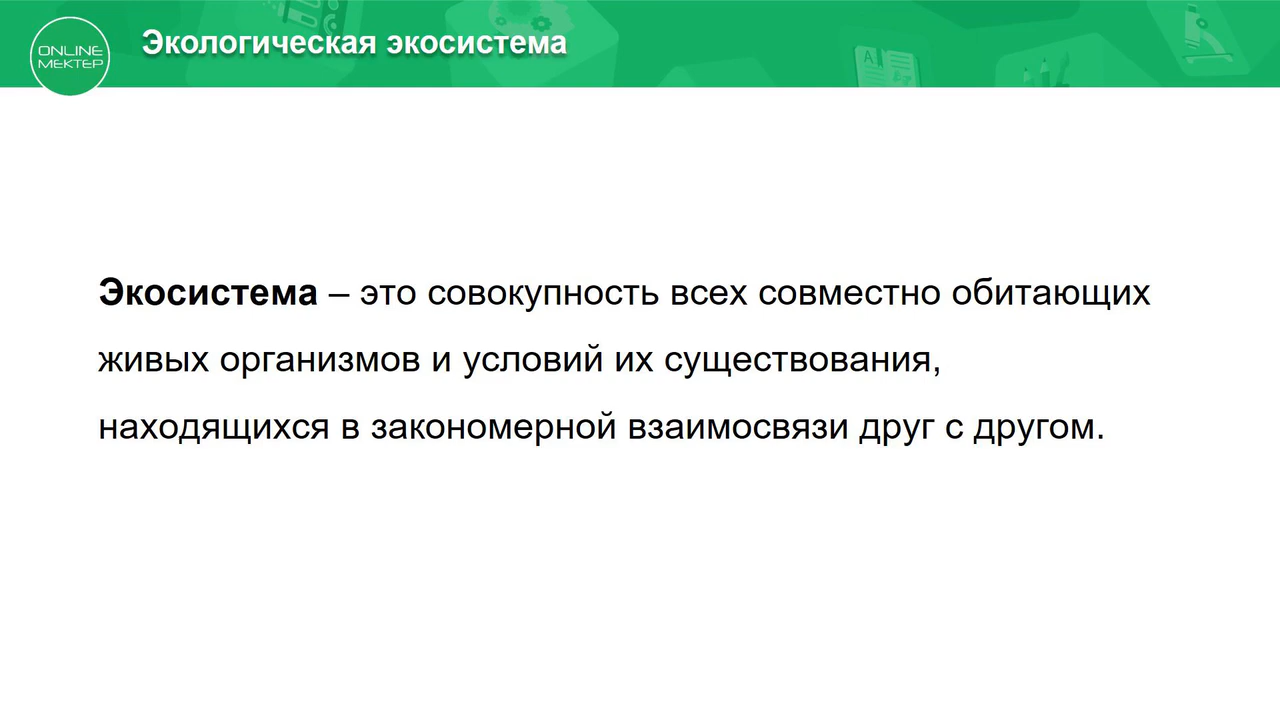 ONLINE
МЕКТЕР
Экологическая экосистема
Экосистема – это совокупность всех совместно обитающих
живых организмов и условий их существования,
находящихся в закономерной взаимосвязи друг с другом.